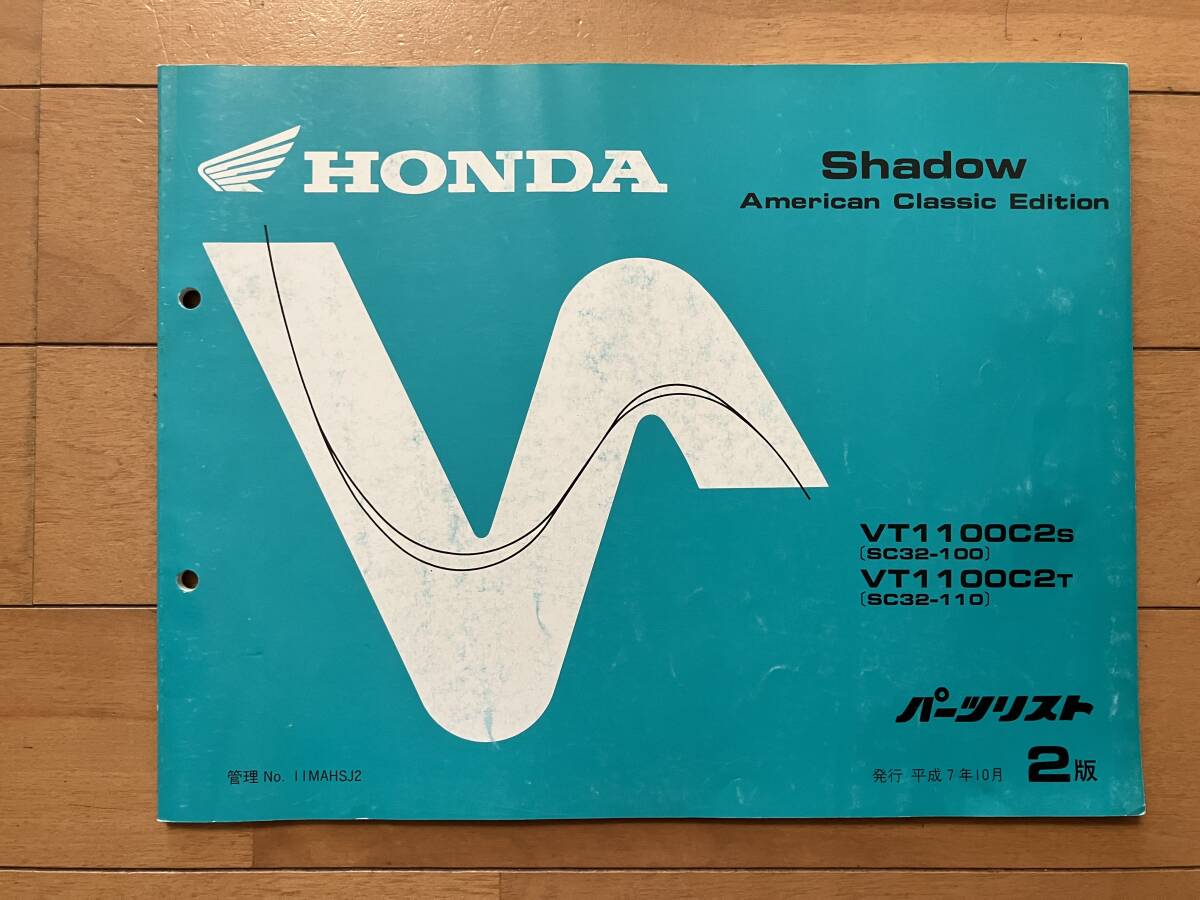 HONDA
Shadow
American Classic Edition
VT1100C2S
〔SC32-100〕
VT1100C2T
〔SC32-110〕
パーツリスト
管理 No. 11MAHSJ2
発行 平成7年10月 2版